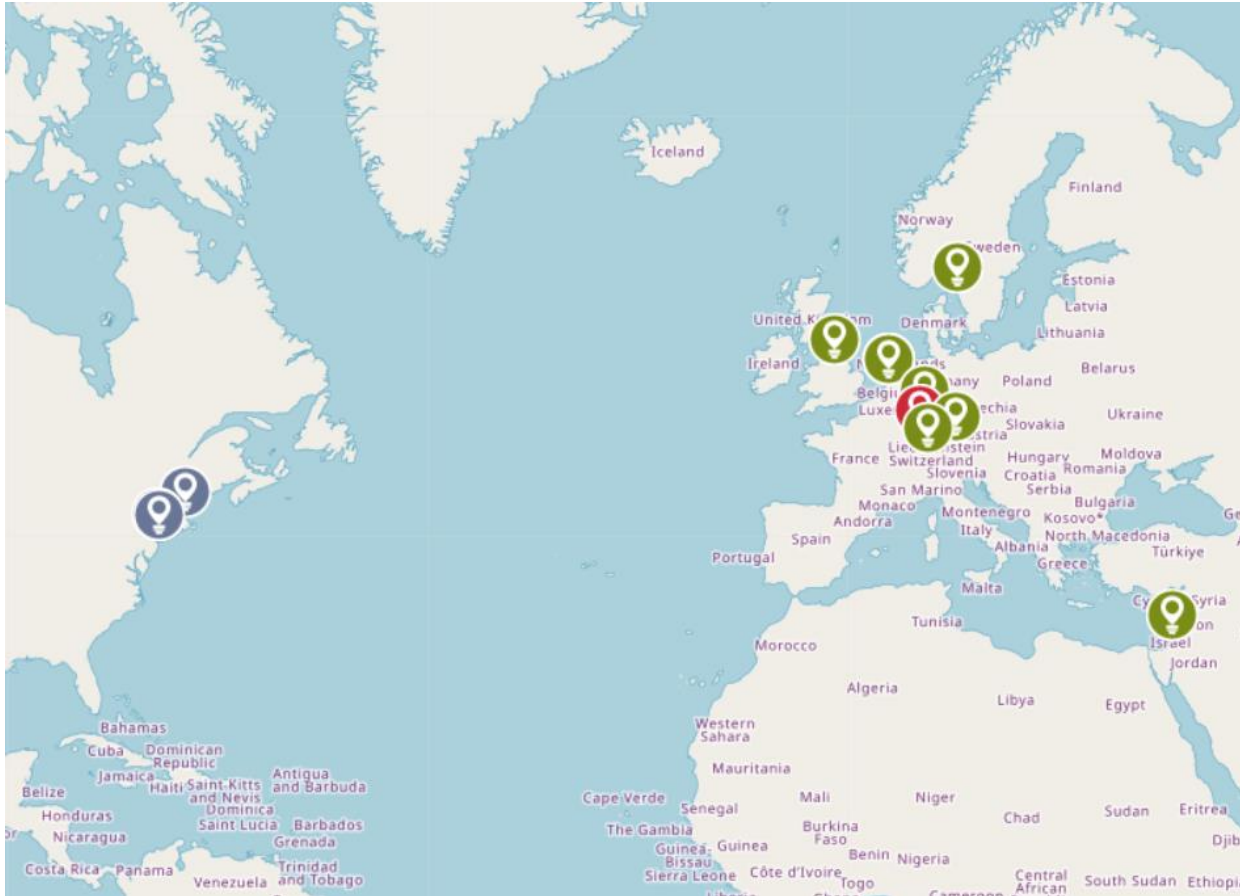 Iceland
Finland
Norway
Sweden
Estonia
Latvia
United Kingdom
Denmark
Lithuania
Ireland
Belarus
Poland
Ukraine
Slovakia
France
Switzerland
Hungary
Moldova
Croatia
Romania
Slovenia
Serbia
San Marino
Bulgaria
Monaco
Montenegro
Kosovo*
Andorra
Italy
North Macedonia
Spain
Albania
Türkiye
Portugal
Greece
Malta
Syria
Tunisia
Morocco
Israel
Jordan
Algeria
Libya
Egypt
Western
Sahara
Bahamas
Cuba
Dominican
Republic
Mauritania
Jamaica
Haiti
Saint Kitts
and Nevis
Antigua
and Barbuda
Belize
Cape Verde
Mali
Niger
Senegal
Chad
Sudan
Eritrea
Honduras
Dominica
Saint Lucia
Barbados
The Gambia
Burkina
Faso
Nicaragua
Grenada
Guinea-
Bissau
Guinea
Benin
Nigeria
Costa Rica
Panama
Trinidad
and Tobago
Venezuela
Sierra Leone
Côte d'Ivoire
Togo
Central
African
South Sudan